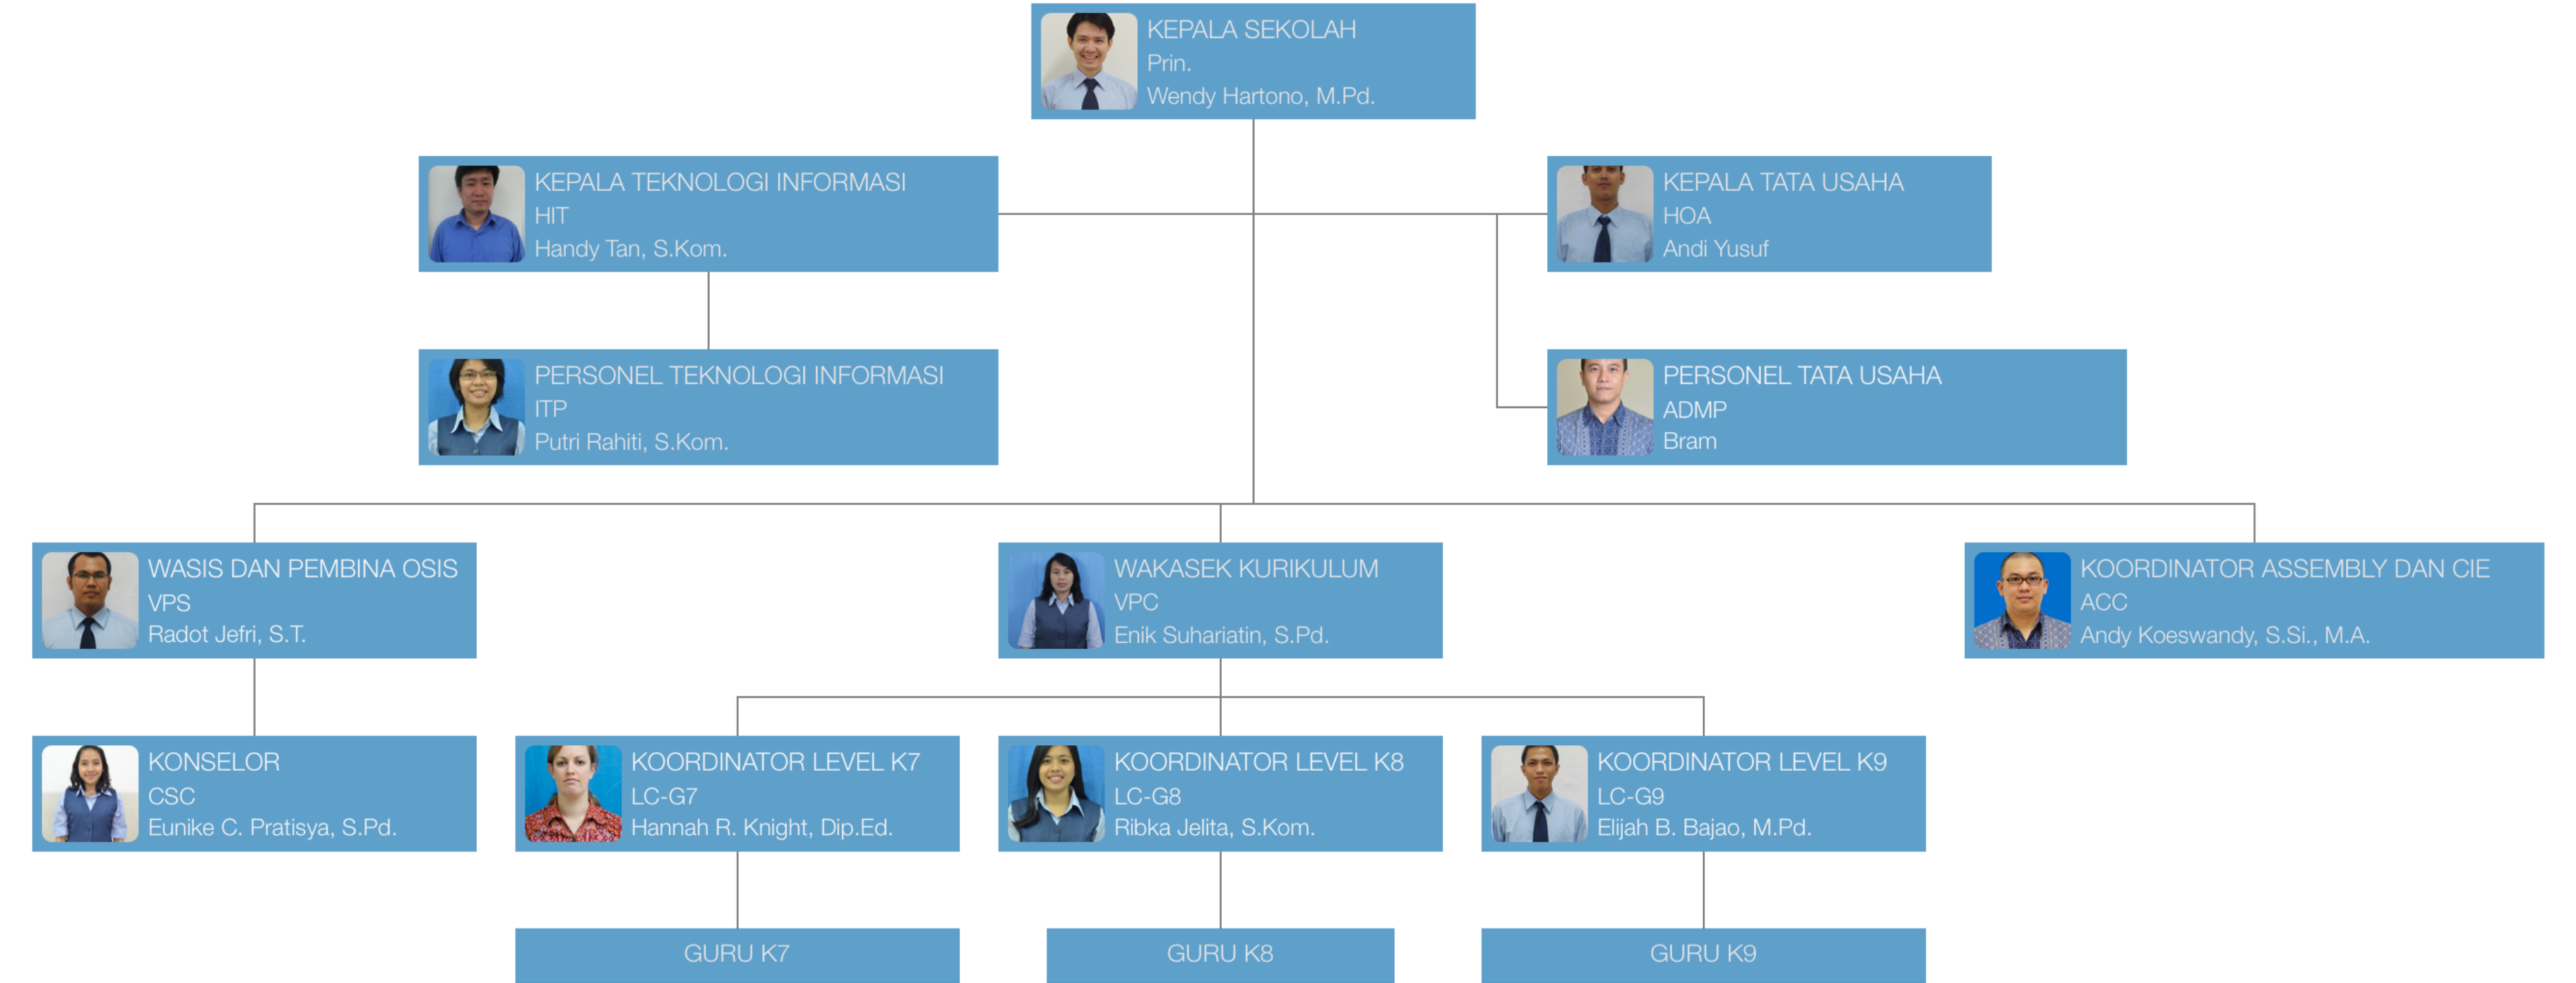 KEPALA SEKOLAH
Prin.
Wendy Hartono, M.Pd.
KEPALA TEKNOLOGI INFORMASI
HIT
Handy Tan, S.Kom.
KEPALA TATA USAHA
HOA
Andi Yusuf
PERSONEL TEKNOLOGI INFORMASI
ITP
Putri Rahiti, S.Kom.
PERSONEL TATA USAHA
ADMP
Bram
WASIS DAN PEMBINA OSIS
VPS
Radot Jefri, S.T.
WAKASEK KURIKULUM
VPC
Enik Suhariatin, S.Pd.
KOORDINATOR ASSEMBLY DAN CIE
ACC
Andy Koeswandy, S.Si., M.A.
KONSELOR
CSC
Eunike C. Pratisya, S.Pd.
KOORDINATOR LEVEL K7
LC-G7
Hannah R. Knight, Dip.Ed.
KOORDINATOR LEVEL K8
LC-G8
Ribka Jelita, S.Kom.
KOORDINATOR LEVEL K9
LC-G9
Elijah B. Bajao, M.Pd.
GURU K7
GURU K8
GURU K9